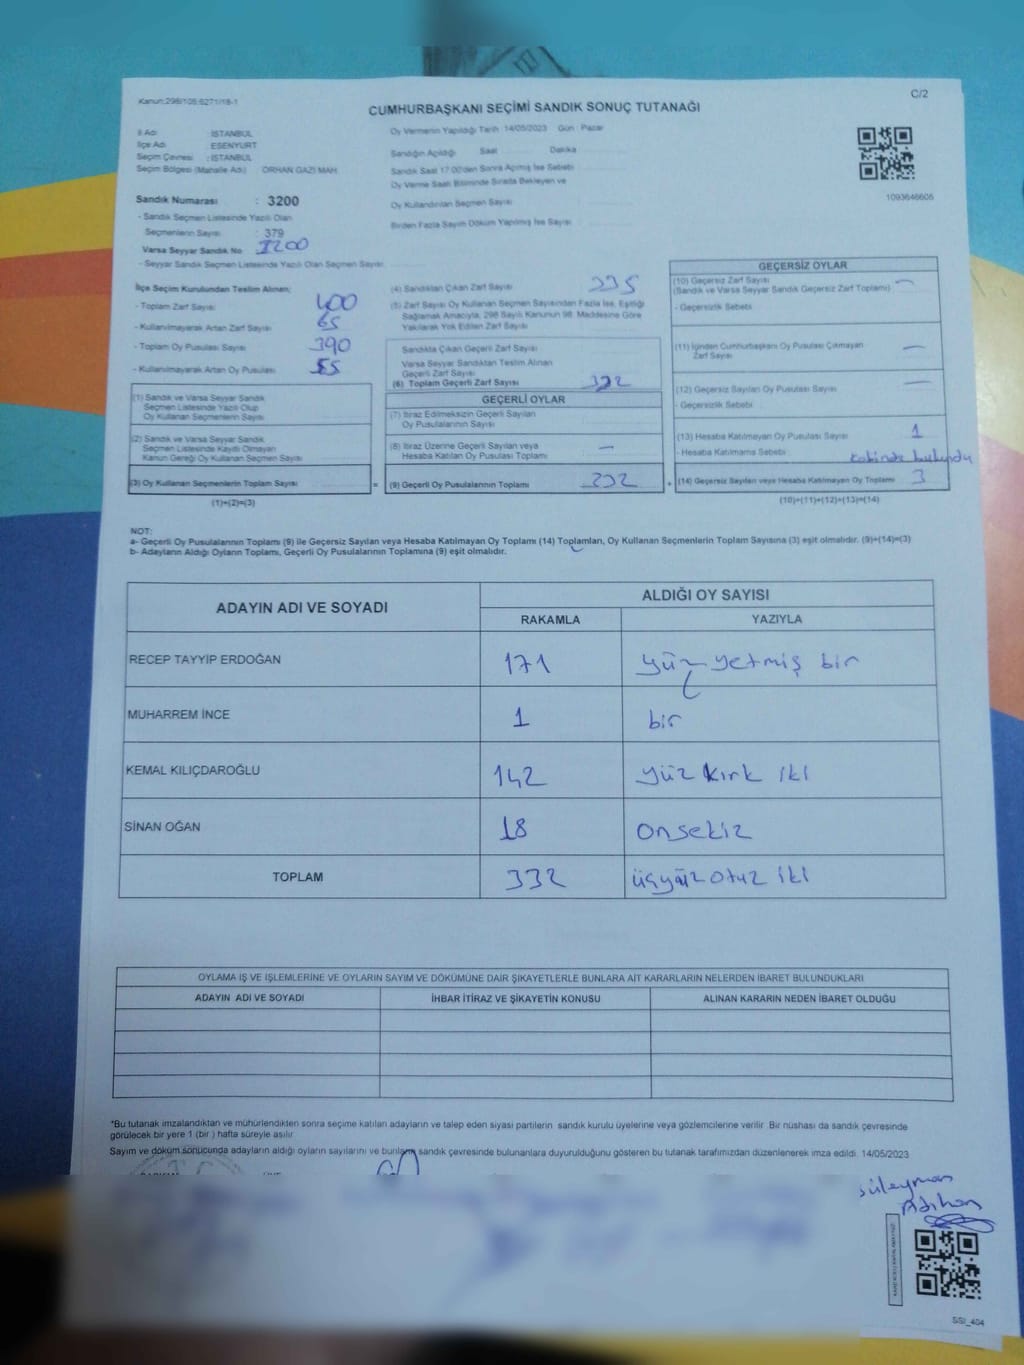 Kanun:298/105;6271/18-1
C/2
CUMHURBAŞKANI SEÇİMİ SANDIK SONUÇ TUTANAĞI
İl Adı : İSTANBUL
İlçe Adı : ESENYURT
Seçim Çevresi : İSTANBUL
Seçim Bölgesi (Mahalle Adı) ORHAN GAZİ MAH.
Sandık Numarası : 3200
- Sandık Seçmen Listesinde Yazılı Olan
Seçmenlerin Sayısı : 379
Varsa Seyyar Sandık No 3200
- Seyyar Sandık Seçmen Listesinde Yazılı Olan Seçmen Sayısı
Oy Vermenin Yapıldığı Tarih 14/05/2023 Gün : Pazar
Sandığın Açıldığı Saat Dakika
Sandık Saat 17:00'den Sonra Açılmış İse Sebebi
Oy Verme Saati Bitiminde Sırada Bekleyen ve
Oy Kullandırılan Seçmen Sayısı
Birden Fazla Sayım Döküm Yapılmış İse Sayısı
1093646606
İlçe Seçim Kurulundan Teslim Alınan;
- Toplam Zarf Sayısı 400
- Kullanılmayarak Artan Zarf Sayısı 65
- Toplam Oy Pusulası Sayısı 390
- Kullanılmayarak Artan Oy Pusulası 55
(1) Sandık ve Varsa Seyyar Sandık
Seçmen Listesinde Yazılı Olup
Oy Kullanan Seçmenlerin Sayısı
(2) Sandık ve Varsa Seyyar Sandık
Seçmen Listesinde Kayıtlı Olmayan
Kanun Gereği Oy Kullanan Seçmen Sayısı
(3) Oy Kullanan Seçmenlerin Toplam Sayısı =
(1)+(2)=(3)
(4) Sandıktan Çıkan Zarf Sayısı 335
(5) Zarf Sayısı Oy Kullanan Seçmen Sayısından Fazla İse, Eşitliği
Sağlamak Amacıyla, 298 Sayılı Kanunun 98. Maddesine Göre
Yakılarak Yok Edilen Zarf Sayısı
Sandıkta Çıkan Geçerli Zarf Sayısı
Varsa Seyyar Sandıktan Teslim Alınan
Geçerli Zarf Sayısı
(6) Toplam Geçerli Zarf Sayısı 332
GEÇERLİ OYLAR
(7) İtiraz Edilmeksizin Geçerli Sayılan
Oy Pusulalarının Sayısı
(8) İtiraz Üzerine Geçerli Sayılan veya
Hesaba Katılan Oy Pusulası Toplamı —
(9) Geçerli Oy Pusulalarının Toplamı 332 +
GEÇERSİZ OYLAR
(10) Geçersiz Zarf Sayısı —
(Sandık ve Varsa Seyyar Sandık Geçersiz Zarf Toplamı)
- Geçersizlik Sebebi
(11) İçinden Cumhurbaşkanı Oy Pusulası Çıkmayan
Zarf Sayısı —
(12) Geçersiz Sayılan Oy Pusulası Sayısı —
- Geçersizlik Sebebi
(13) Hesaba Katılmayan Oy Pusulası Sayısı 1
- Hesaba Katılmama Sebebi kabinde bulundu
(14) Geçersiz Sayılan veya Hesaba Katılmayan Oy Toplamı 3
(10)+(11)+(12)+(13)=(14)
NOT:
a- Geçerli Oy Pusulalarının Toplamı (9) ile Geçersiz Sayılan veya Hesaba Katılmayan Oy Toplamı (14) Toplamları, Oy Kullanan Seçmenlerin Toplam Sayısına (3) eşit olmalıdır. (9)+(14)=(3)
b- Adayların Aldığı Oyların Toplamı, Geçerli Oy Pusulalarının Toplamına (9) eşit olmalıdır.
ADAYIN ADI VE SOYADI ALDIĞI OY SAYISI
RAKAMLA YAZIYLA
RECEP TAYYİP ERDOĞAN 171 yüz yetmiş bir
MUHARREM İNCE 1 bir
KEMAL KILIÇDAROĞLU 142 yüz kırk iki
SİNAN OĞAN 18 on sekiz
TOPLAM 332 üçyüz otuz iki
OYLAMA İŞ VE İŞLEMLERİNE VE OYLARIN SAYIM VE DÖKÜMÜNE DAİR ŞİKAYETLERLE BUNLARA AİT KARARLARIN NELERDEN İBARET BULUNDUKLARI
ADAYIN ADI VE SOYADI İHBAR İTİRAZ VE ŞİKAYETİN KONUSU ALINAN KARARIN NEDEN İBARET OLDUĞU
*Bu tutanak imzalandıktan ve mühürlendikten sonra seçime katılan adayların ve talep eden siyasi partilerin sandık kurulu üyelerine veya gözlemcilerine verilir. Bir nüshası da sandık çevresinde
görülecek bir yere 1 (bir ) hafta süreyle asılır.
Sayım ve döküm sonucunda adayların aldığı oyların sayılarını ve bunların sandık çevresinde bulunanlara duyurulduğunu gösteren bu tutanak tarafımızdan düzenlenerek imza edildi. 14/05/2023
Süleyman
SSI_404